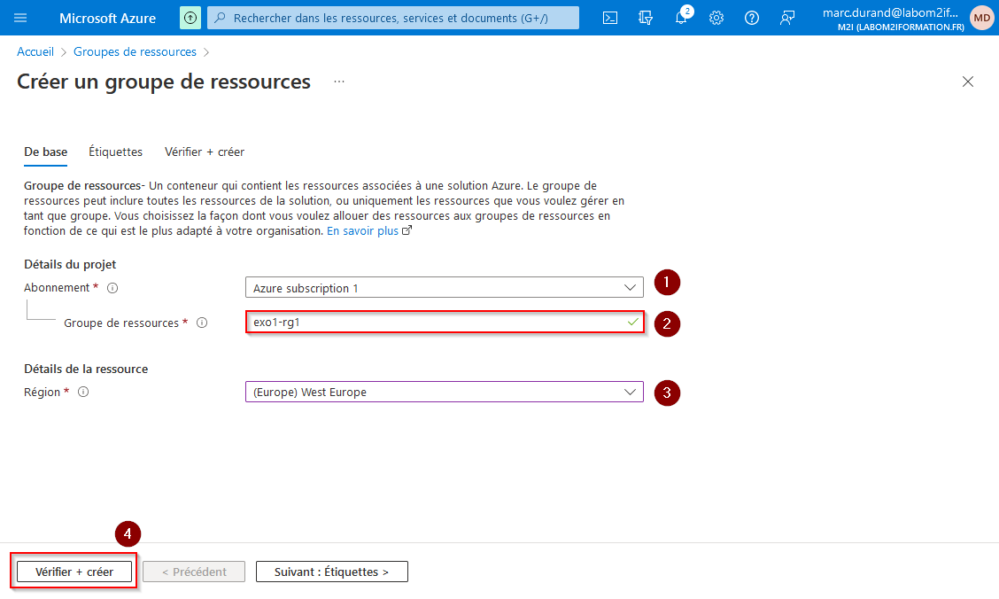 Microsoft Azure
Rechercher dans les ressources, services et documents (G+/)
2
marc.durand@labom2if...
M2I (LABOM2IFORMATION.FR)
MD
Accueil > Groupes de ressources >
Créer un groupe de ressources ...
De base
Étiquettes
Vérifier + créer
Groupe de ressources- Un conteneur qui contient les ressources associées à une solution Azure. Le groupe de
ressources peut inclure toutes les ressources de la solution, ou uniquement les ressources que vous voulez gérer en
tant que groupe. Vous choisissez la façon dont vous voulez allouer des ressources aux groupes de ressources en
fonction de ce qui est le plus adapté à votre organisation. En savoir plus
Détails du projet
Abonnement *
Azure subscription 1
1
Groupe de ressources *
exo1-rg1
2
Détails de la ressource
Région *
(Europe) West Europe
3
4
Vérifier + créer
< Précédent
Suivant : Étiquettes >